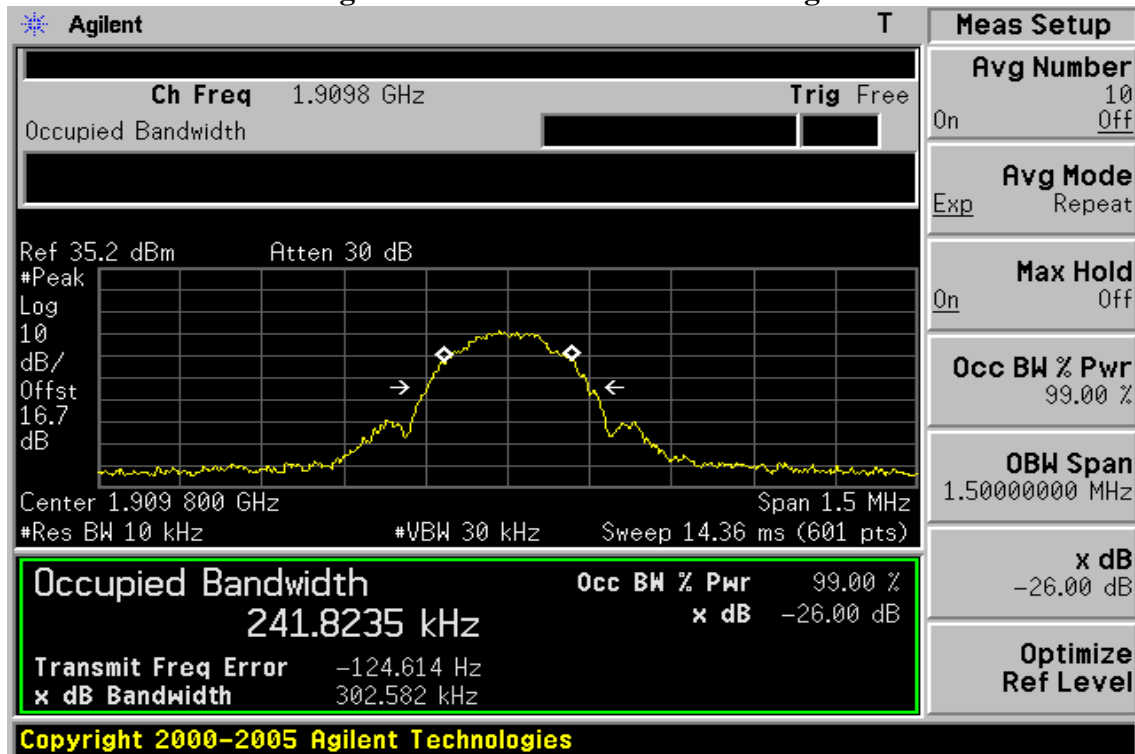 Agilent T
Ch Freq 1.9098 GHz Trig Free
Occupied Bandwidth
Ref 35.2 dBm Atten 30 dB
#Peak
Log
10
dB/
Offst
16.7
dB
Center 1.909 800 GHz Span 1.5 MHz
#Res BW 10 kHz #VBW 30 kHz Sweep 14.36 ms (601 pts)
Occupied Bandwidth
241.8235 kHz
Occ BW % Pwr 99.00 %
x dB -26.00 dB
Transmit Freq Error -124.614 Hz
x dB Bandwidth 302.582 kHz
Copyright 2000-2005 Agilent Technologies
Meas Setup
Avg Number
10
On Off
Avg Mode
Exp Repeat
Max Hold
On Off
Occ BW % Pwr
99.00 %
OBW Span
1.50000000 MHz
x dB
-26.00 dB
Optimize
Ref Level